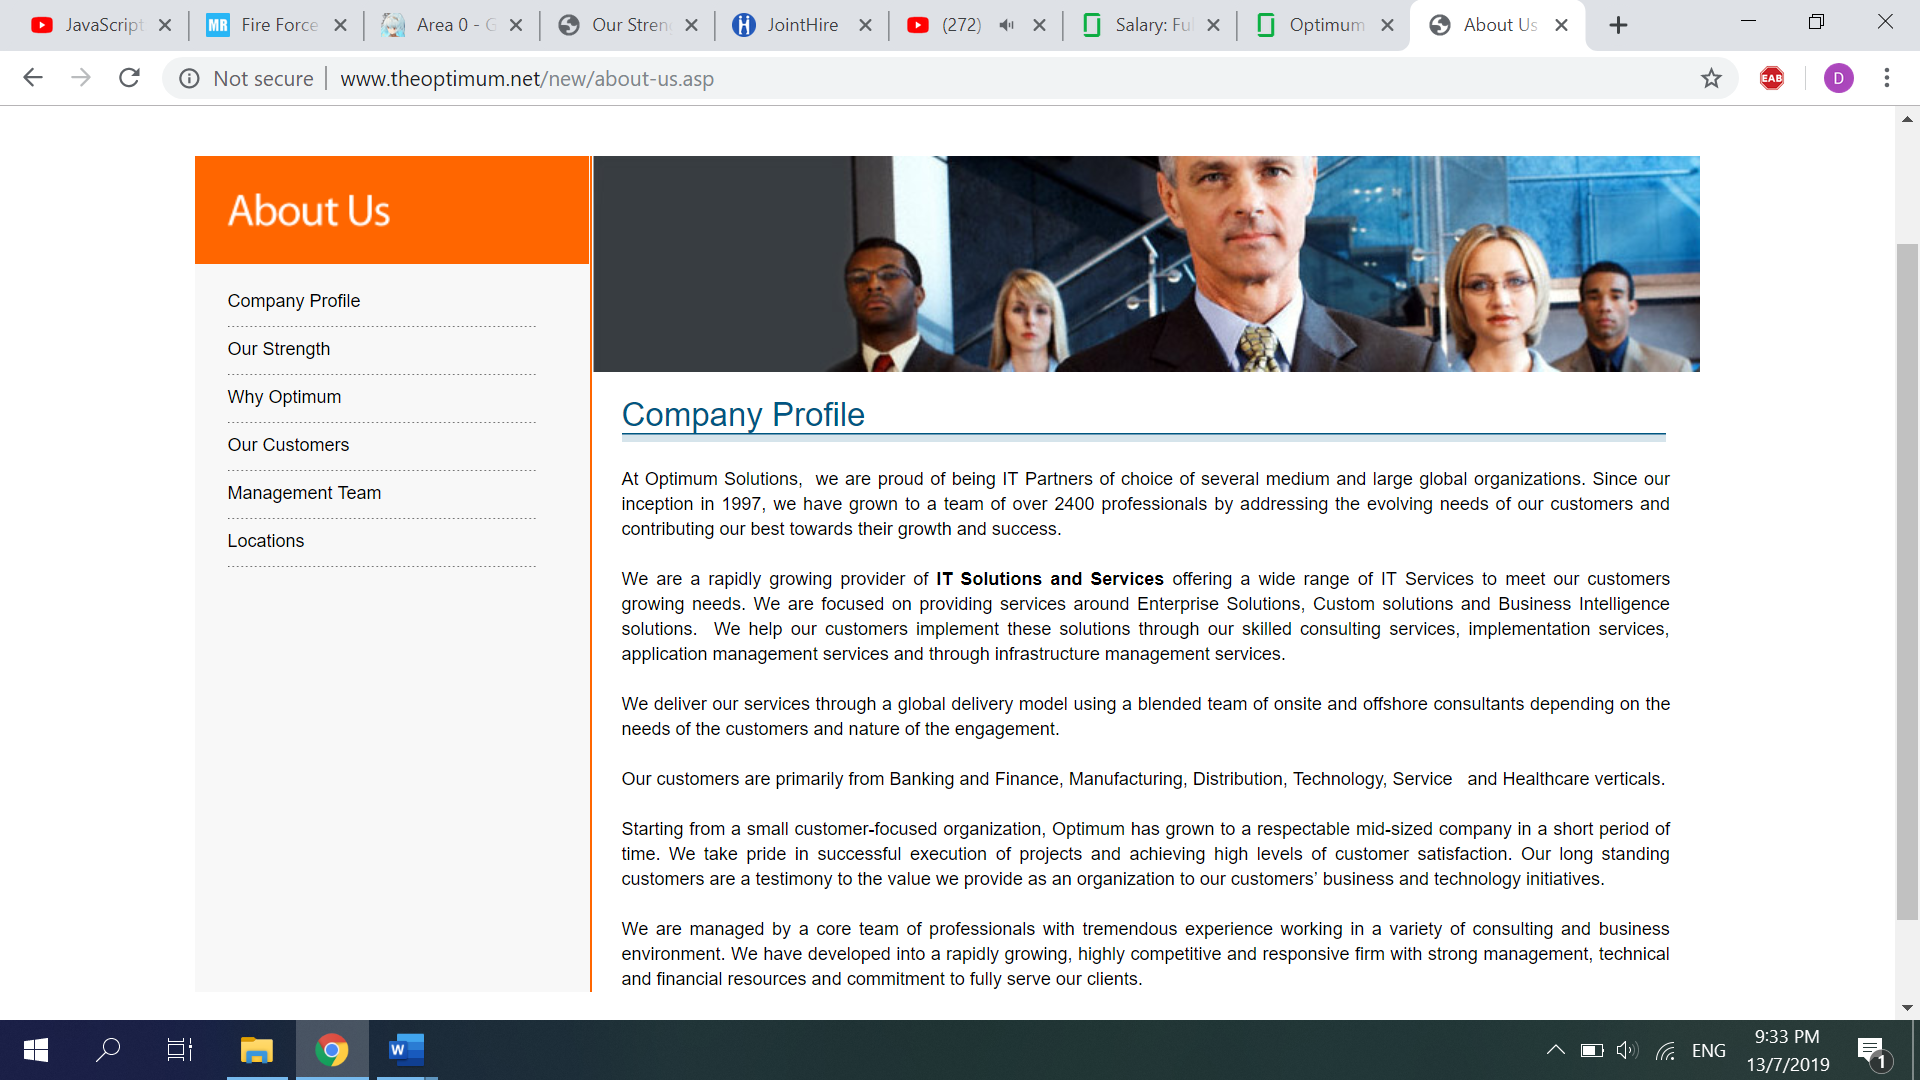 JavaScript
MR Fire Force
Area 0 - G
Our Stren
JointHire
(272)
Salary: Ful
Optimum
About Us
Not secure
www.theoptimum.net/new/about-us.asp
EAB
D
About Us
Company Profile
Our Strength
Why Optimum
Our Customers
Management Team
Locations
Company Profile
At Optimum Solutions, we are proud of being IT Partners of choice of several medium and large global organizations. Since our
inception in 1997, we have grown to a team of over 2400 professionals by addressing the evolving needs of our customers and
contributing our best towards their growth and success.
We are a rapidly growing provider of IT Solutions and Services offering a wide range of IT Services to meet our customers
growing needs. We are focused on providing services around Enterprise Solutions, Custom solutions and Business Intelligence
solutions. We help our customers implement these solutions through our skilled consulting services, implementation services,
application management services and through infrastructure management services.
We deliver our services through a global delivery model using a blended team of onsite and offshore consultants depending on the
needs of the customers and nature of the engagement.
Our customers are primarily from Banking and Finance, Manufacturing, Distribution, Technology, Service and Healthcare verticals.
Starting from a small customer-focused organization, Optimum has grown to a respectable mid-sized company in a short period of
time. We take pride in successful execution of projects and achieving high levels of customer satisfaction. Our long standing
customers are a testimony to the value we provide as an organization to our customers’ business and technology initiatives.
We are managed by a core team of professionals with tremendous experience working in a variety of consulting and business
environment. We have developed into a rapidly growing, highly competitive and responsive firm with strong management, technical
and financial resources and commitment to fully serve our clients.
W
ENG
9:33 PM
13/7/2019
1